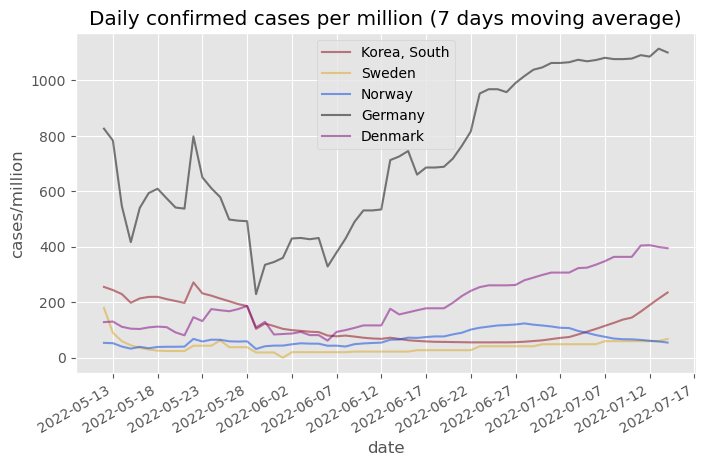 Daily confirmed cases per million (7 days moving average)
Korea, South
Sweden
Norway
Germany
Denmark
cases/million
1000
800
600
400
200
0
2022-05-13
2022-05-18
2022-05-23
2022-05-28
2022-06-02
2022-06-07
2022-06-12
2022-06-17
2022-06-22
2022-06-27
2022-07-02
2022-07-07
2022-07-12
2022-07-17
date